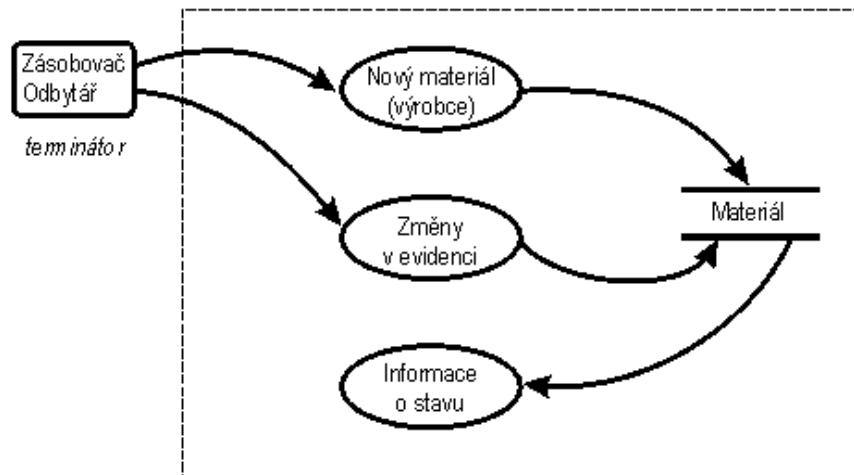 Zásobovač
Odbytář
terminátor
Nový materiál
(výrobce)
Změny
v evidenci
Materiál
Informace
o stavu